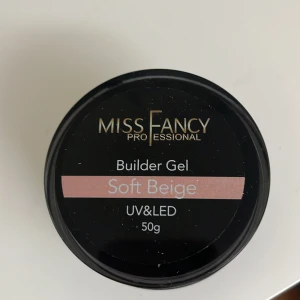 MISS FANCY
PROFESSIONAL
Builder Gel
Soft Beige
UV&LED
50g